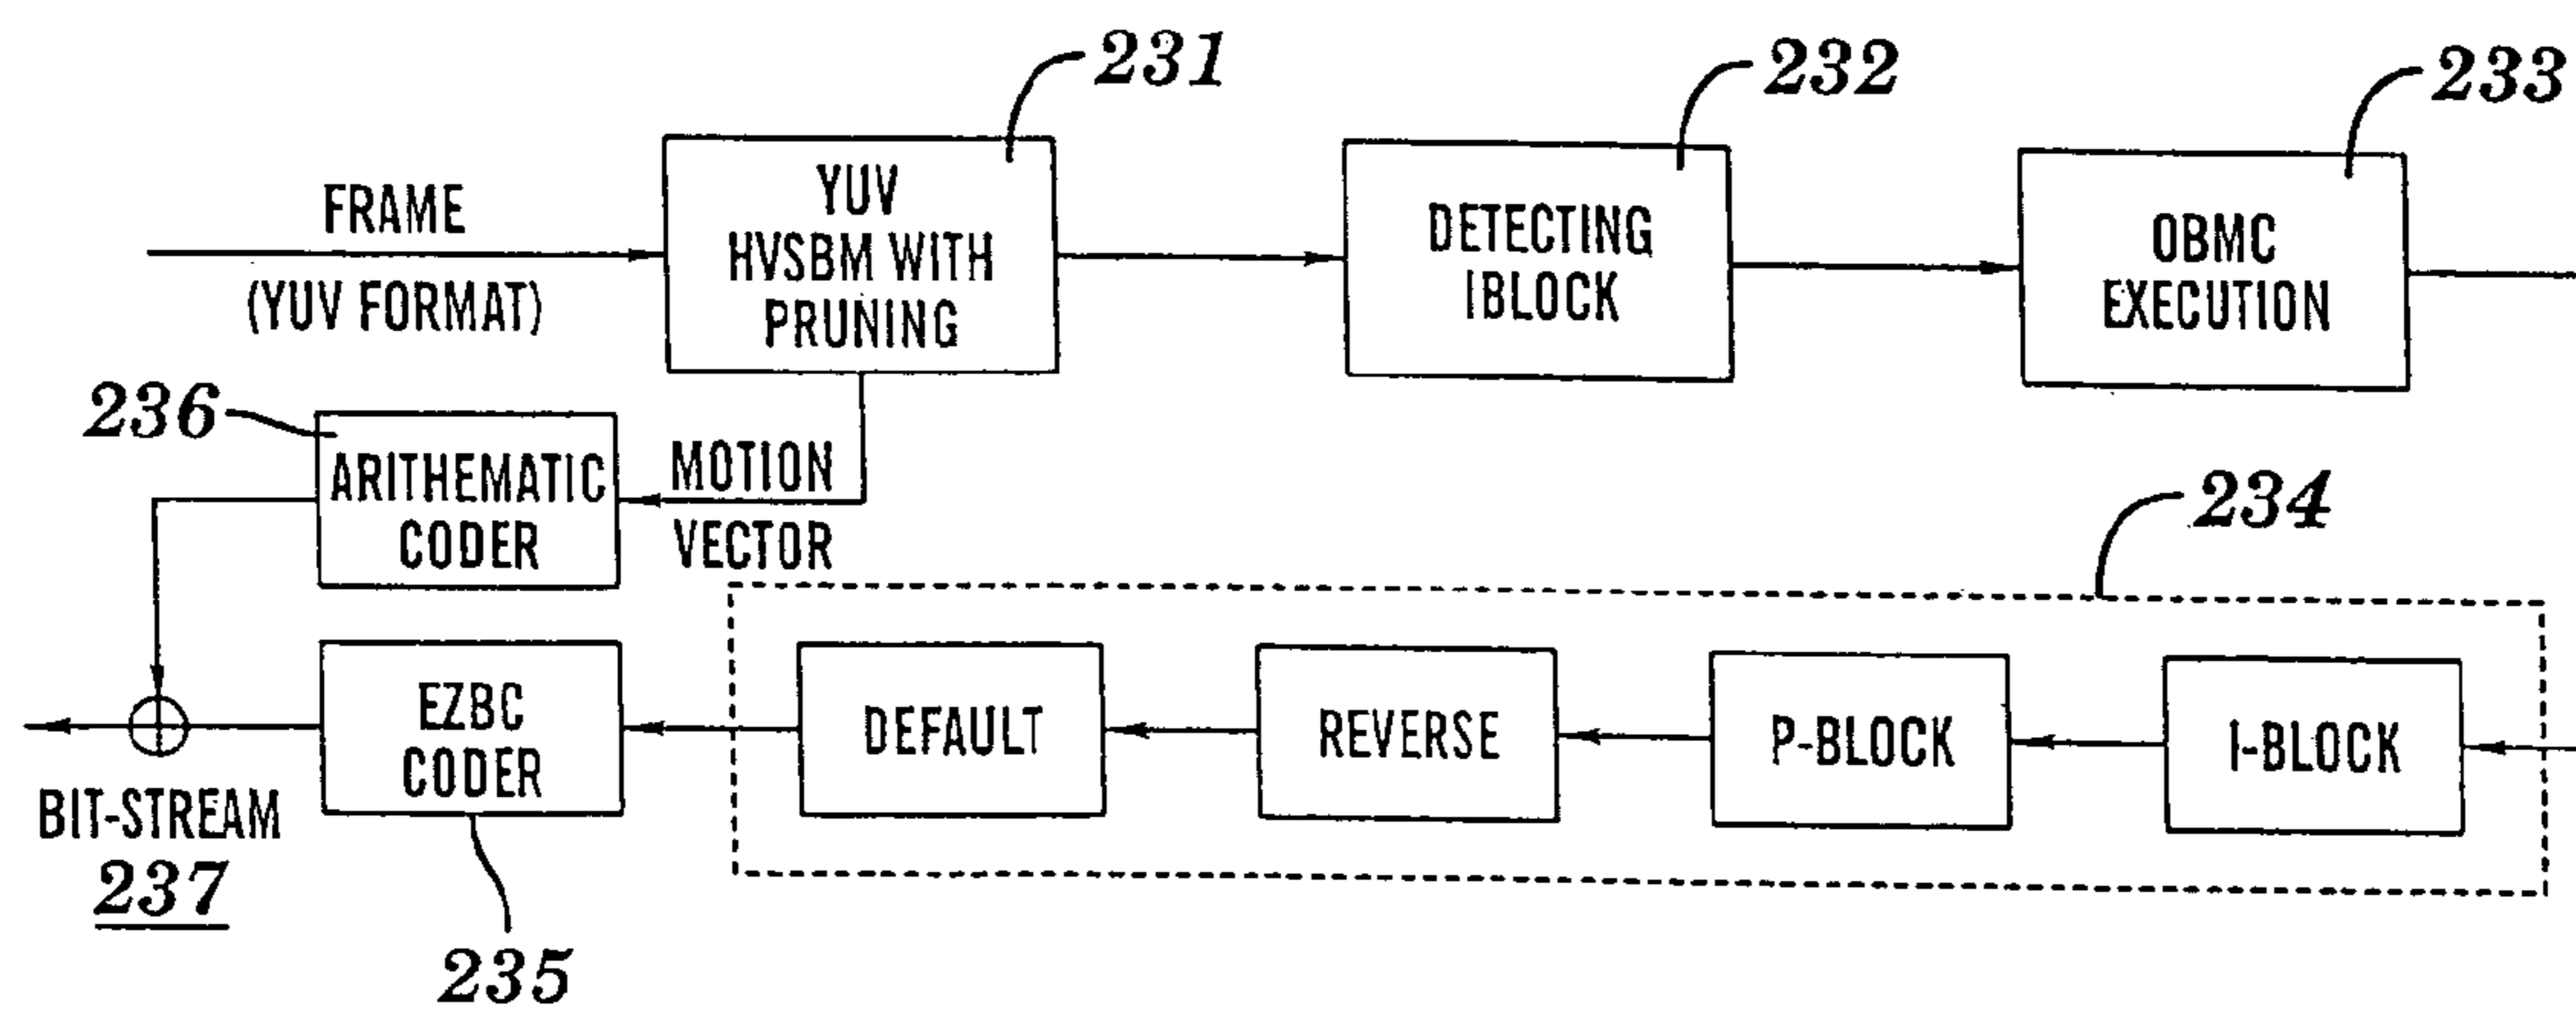 231
232
233
FRAME
(YUV FORMAT)
YUV
HVSBM WITH
PRUNING
DETECTING
IBLOCK
OBMC
EXECUTION
236
ARITHEMATIC
CODER
MOTION
VECTOR
234
EZBC
CODER
DEFAULT
REVERSE
P-BLOCK
I-BLOCK
BIT-STREAM
237
235